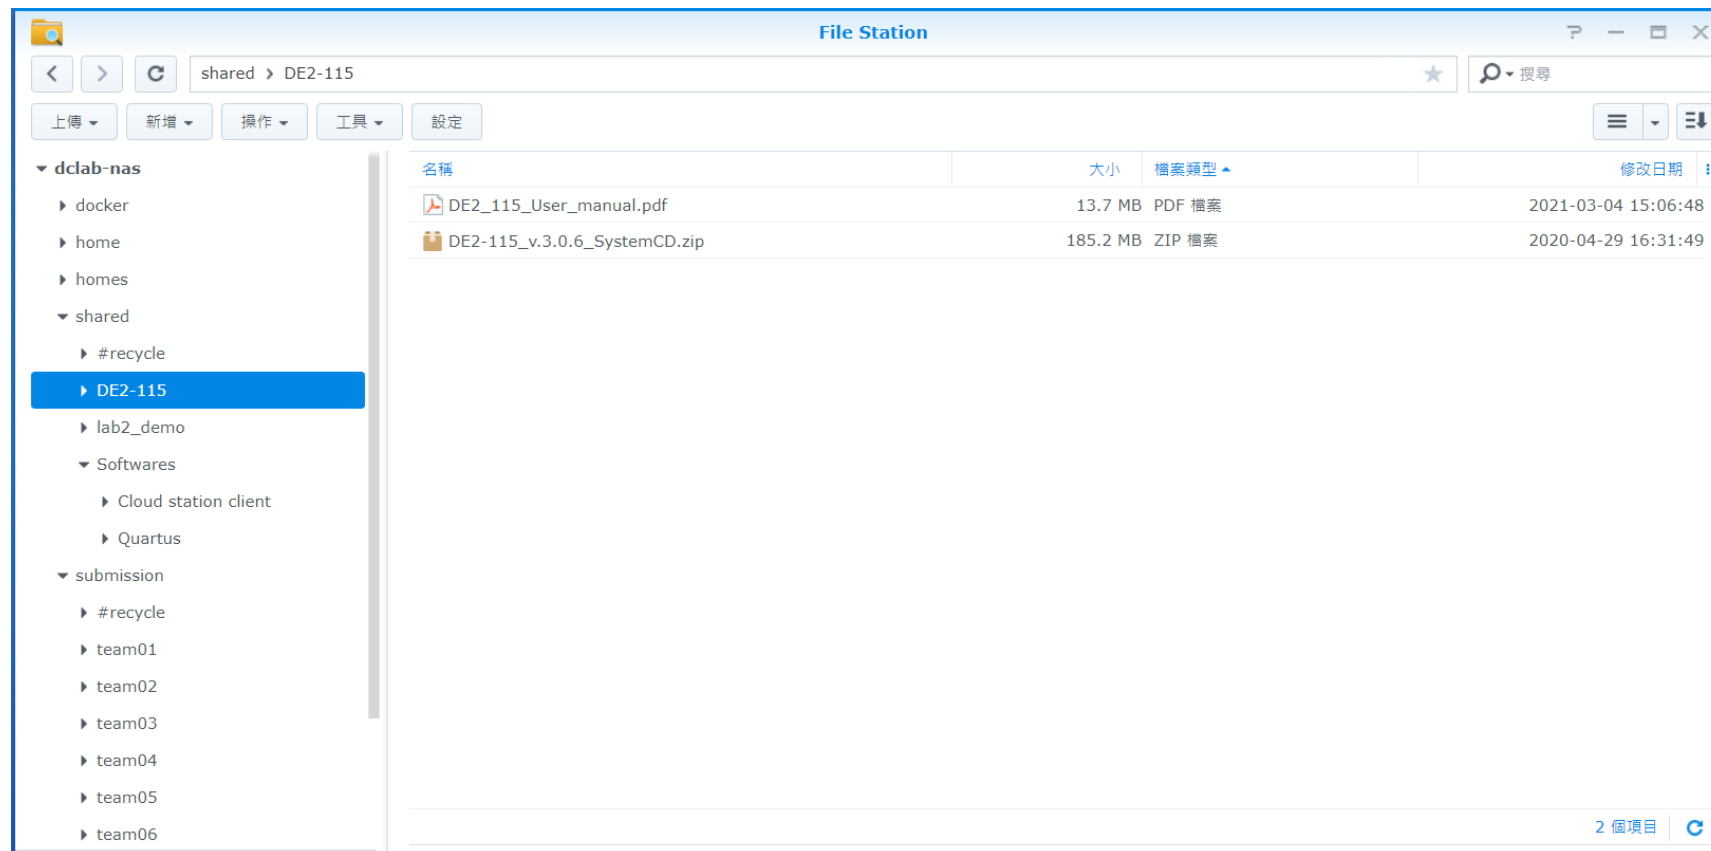 File Station
shared > DE2-115
搜尋
上傳 新增 操作 工具 設定
dclab-nas
docker
home
homes
shared
#recycle
DE2-115
lab2_demo
Softwares
Cloud station client
Quartus
submission
#recycle
team01
team02
team03
team04
team05
team06
名稱 大小 檔案類型 修改日期
DE2_115_User_manual.pdf 13.7 MB PDF 檔案 2021-03-04 15:06:48
DE2-115_v.3.0.6_SystemCD.zip 185.2 MB ZIP 檔案 2020-04-29 16:31:49
2 個項目